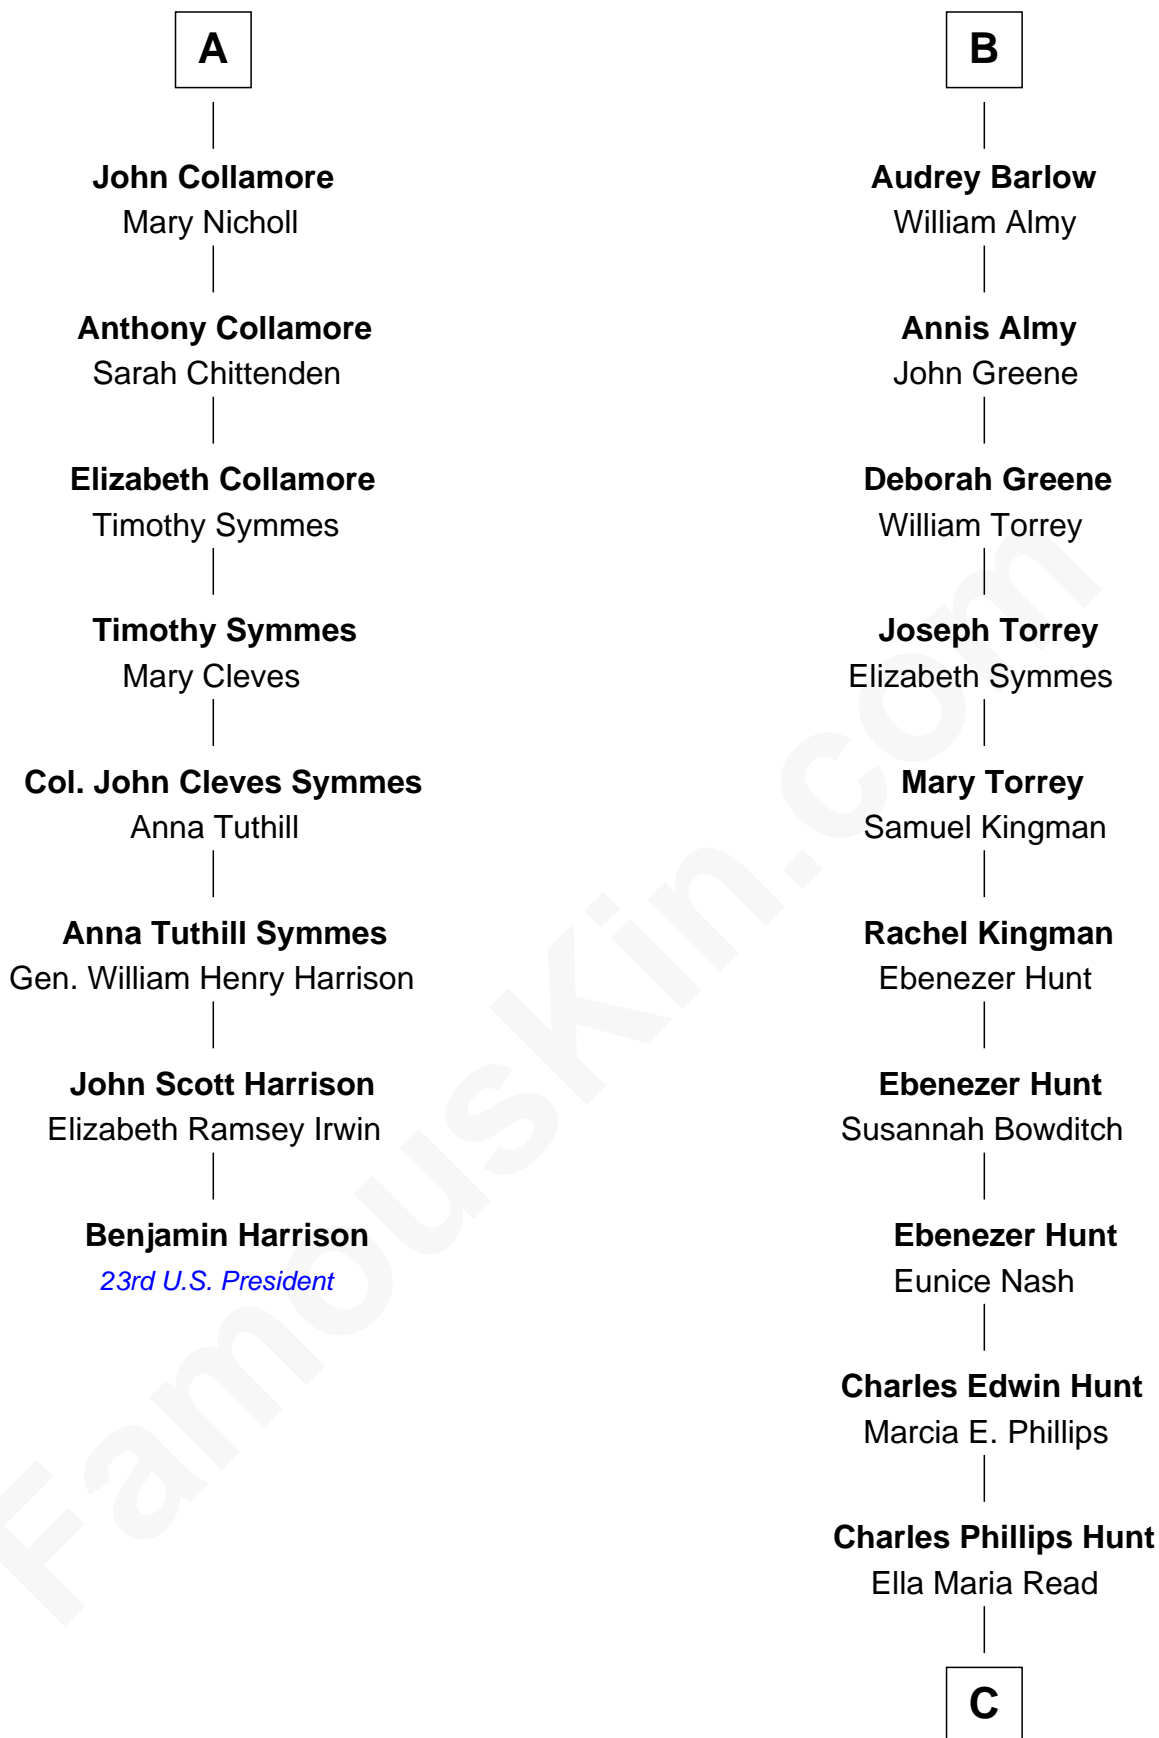 A
John Collamore
Mary Nicholl
Anthony Collamore
Sarah Chittenden
Elizabeth Collamore
Timothy Symmes
Timothy Symmes
Mary Cleves
Col. John Cleves Symmes
Anna Tuthill
Anna Tuthill Symmes
Gen. William Henry Harrison
John Scott Harrison
Elizabeth Ramsey Irwin
Benjamin Harrison
23rd U.S. President
B
Audrey Barlow
William Almy
Annis Almy
John Greene
Deborah Greene
William Torrey
Joseph Torrey
Elizabeth Symmes
Mary Torrey
Samuel Kingman
Rachel Kingman
Ebenezer Hunt
Ebenezer Hunt
Susannah Bowditch
Ebenezer Hunt
Eunice Nash
Charles Edwin Hunt
Marcia E. Phillips
Charles Phillips Hunt
Ella Maria Read
C
FamousKin.com